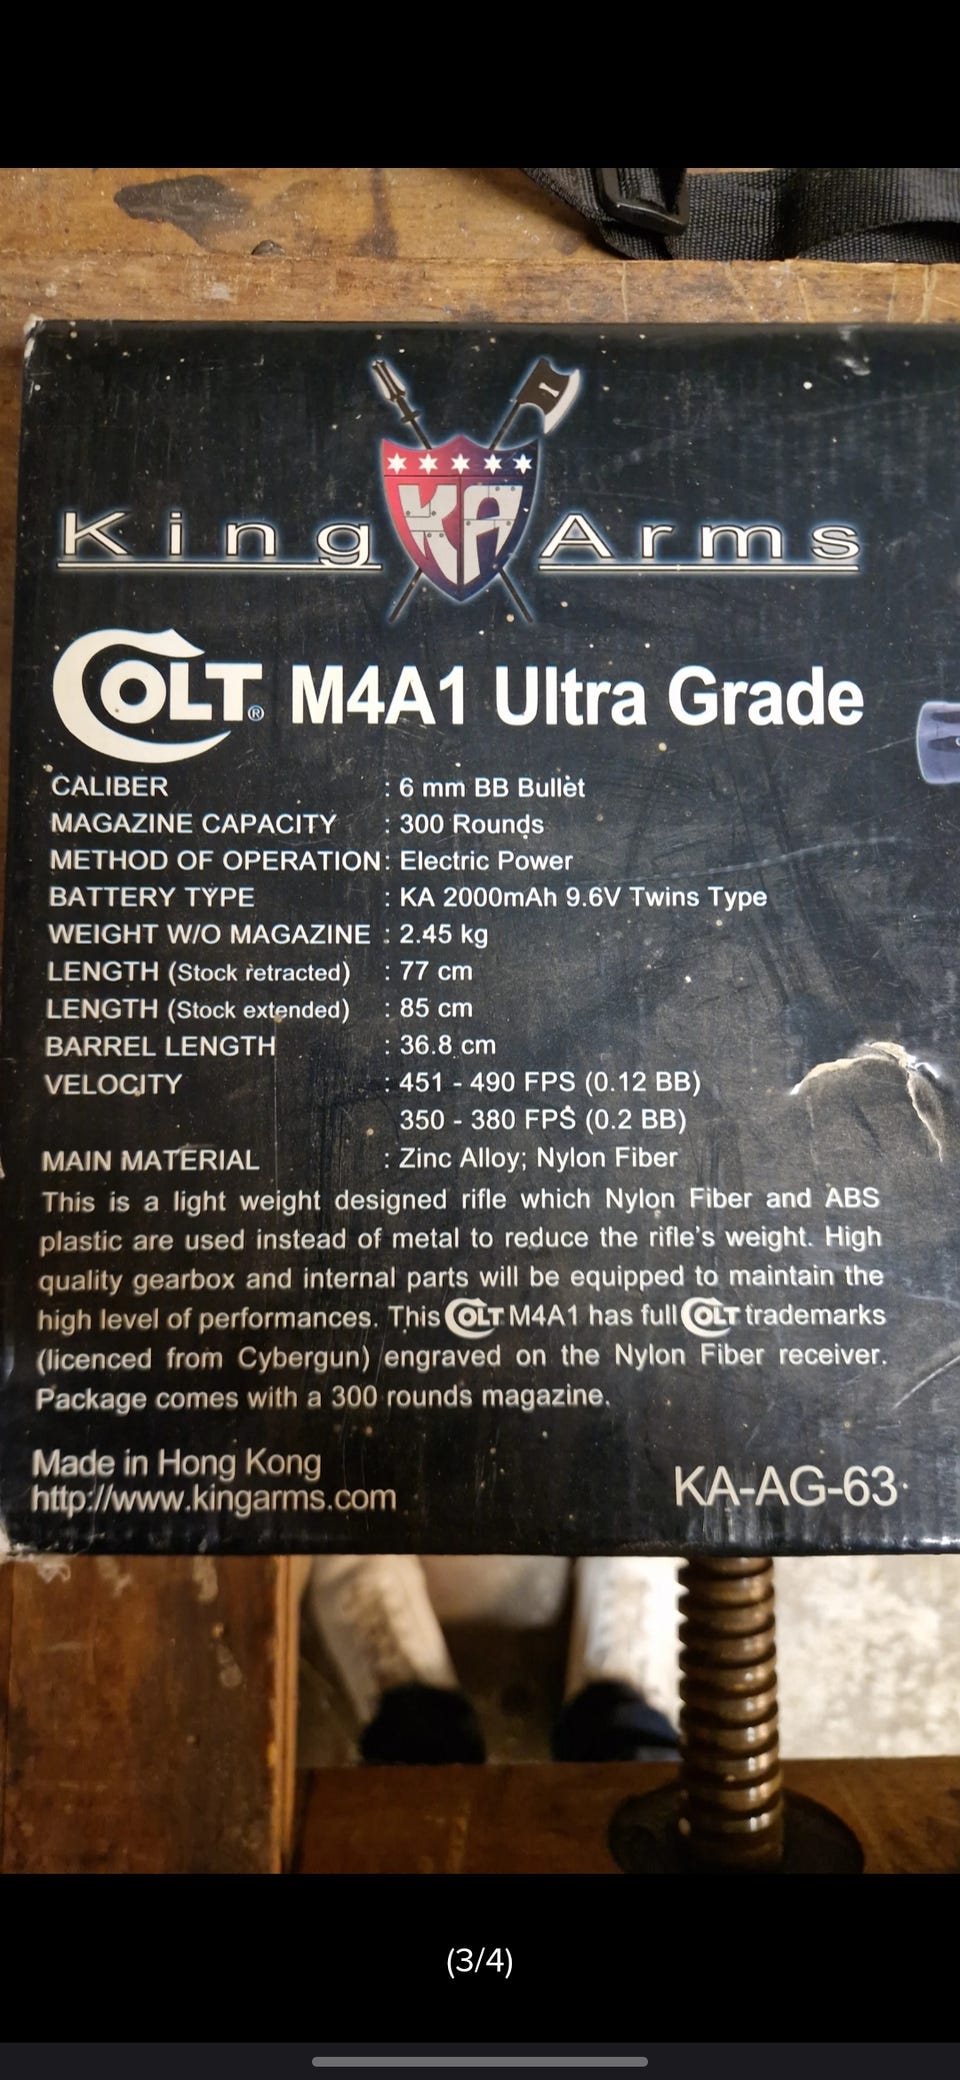 King KA Arms
COLT® M4A1 Ultra Grade
CALIBER : 6 mm BB Bullet
MAGAZINE CAPACITY : 300 Rounds
METHOD OF OPERATION : Electric Power
BATTERY TYPE : KA 2000mAh 9.6V Twins Type
WEIGHT W/O MAGAZINE : 2.45 kg
LENGTH (Stock retracted) : 77 cm
LENGTH (Stock extended) : 85 cm
BARREL LENGTH : 36.8 cm
VELOCITY : 451 - 490 FPS (0.12 BB)
350 - 380 FPS (0.2 BB)
MAIN MATERIAL : Zinc Alloy; Nylon Fiber
This is a light weight designed rifle which Nylon Fiber and ABS
plastic are used instead of metal to reduce the rifle's weight. High
quality gearbox and internal parts will be equipped to maintain the
high level of performances. This COLT M4A1 has full COLT trademarks
(licenced from Cybergun) engraved on the Nylon Fiber receiver.
Package comes with a 300 rounds magazine.
Made in Hong Kong
http://www.kingarms.com
KA-AG-63
(3/4)